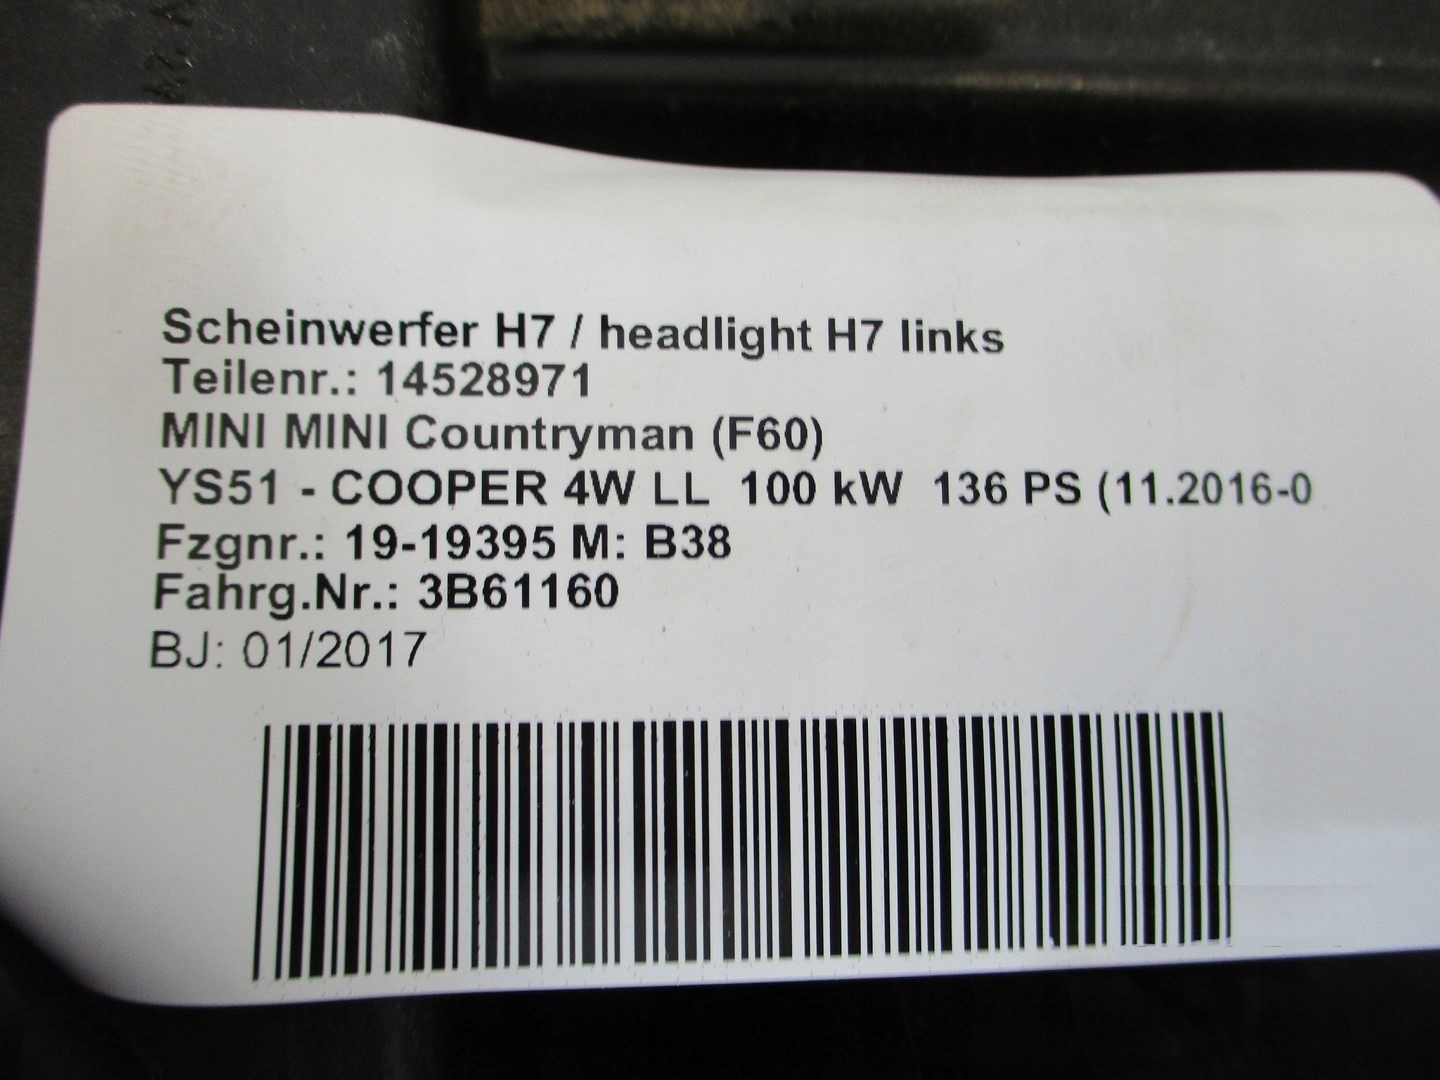 Scheinwerfer H7 / headlight H7 links
Teilenr.: 14528971
MINI MINI Countryman (F60)
YS51 - COOPER 4W LL 100 kW 136 PS (11.2016-0
Fzgnr.: 19-19395 M: B38
Fahrg.Nr.: 3B61160
BJ: 01/2017